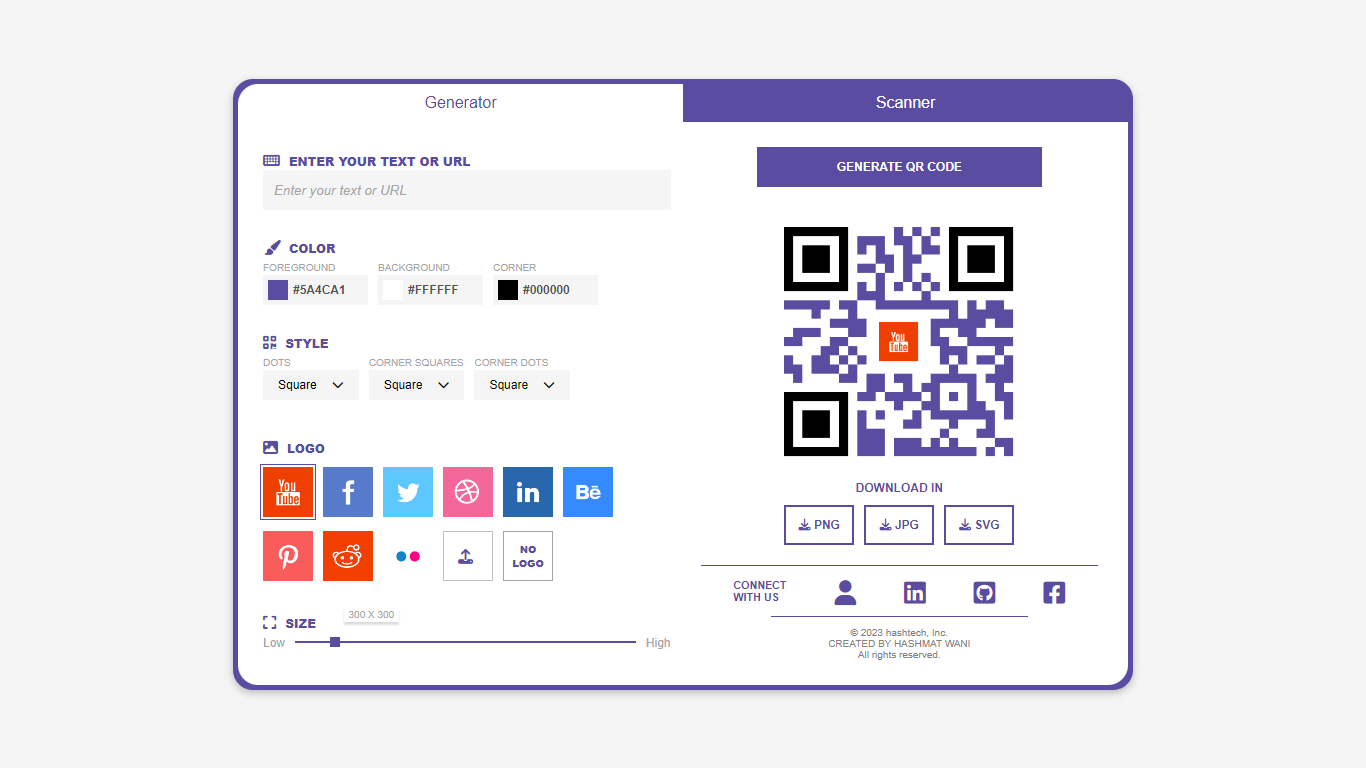 Generator
Scanner
ENTER YOUR TEXT OR URL
Enter your text or URL
COLOR
FOREGROUND
BACKGROUND
CORNER
#5A4CA1
#FFFFFF
#000000
STYLE
DOTS
CORNER SQUARES
CORNER DOTS
Square
Square
Square
LOGO
You
Tube
f
in
Bē
NO
LOGO
SIZE
300 X 300
Low
High
GENERATE QR CODE
You
Tube
DOWNLOAD IN
PNG
JPG
SVG
CONNECT
WITH US
in
f
© 2023 hashtech, Inc.
CREATED BY HASHMAT WANI
All rights reserved.